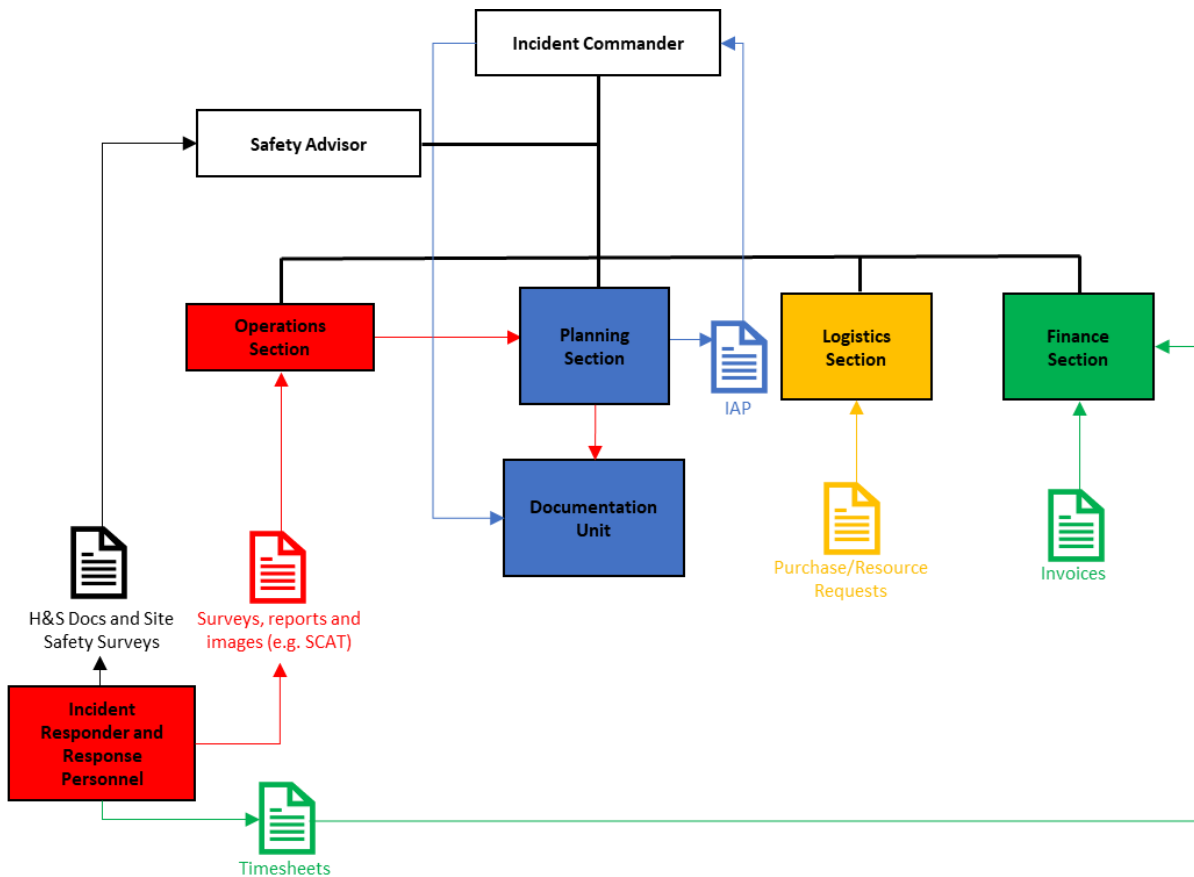 Incident Commander
Safety Advisor
Operations
Section
Planning
Section
Logistics
Section
Finance
Section
IAP
Documentation
Unit
Purchase/Resource
Requests
Invoices
H&S Docs and Site
Safety Surveys
Surveys, reports and
images (e.g. SCAT)
Incident
Responder and
Response
Personnel
Timesheets